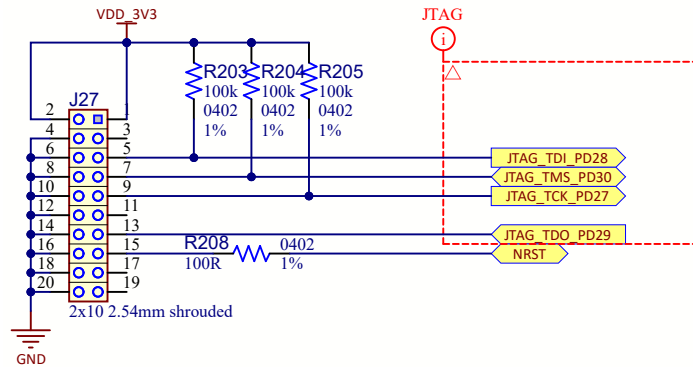 VDD_3V3
JTAG
i
R203
100k
0402
1%
R204
100k
0402
1%
R205
100k
0402
1%
J27
2 1
4 3
6 5
8 7
10 9
12 11
14 13
16 15
18 17
20 19
JTAG_TDI_PD28
JTAG_TMS_PD30
JTAG_TCK_PD27
JTAG_TDO_PD29
NRST
R208
100R
0402
1%
2x10 2.54mm shrouded
GND